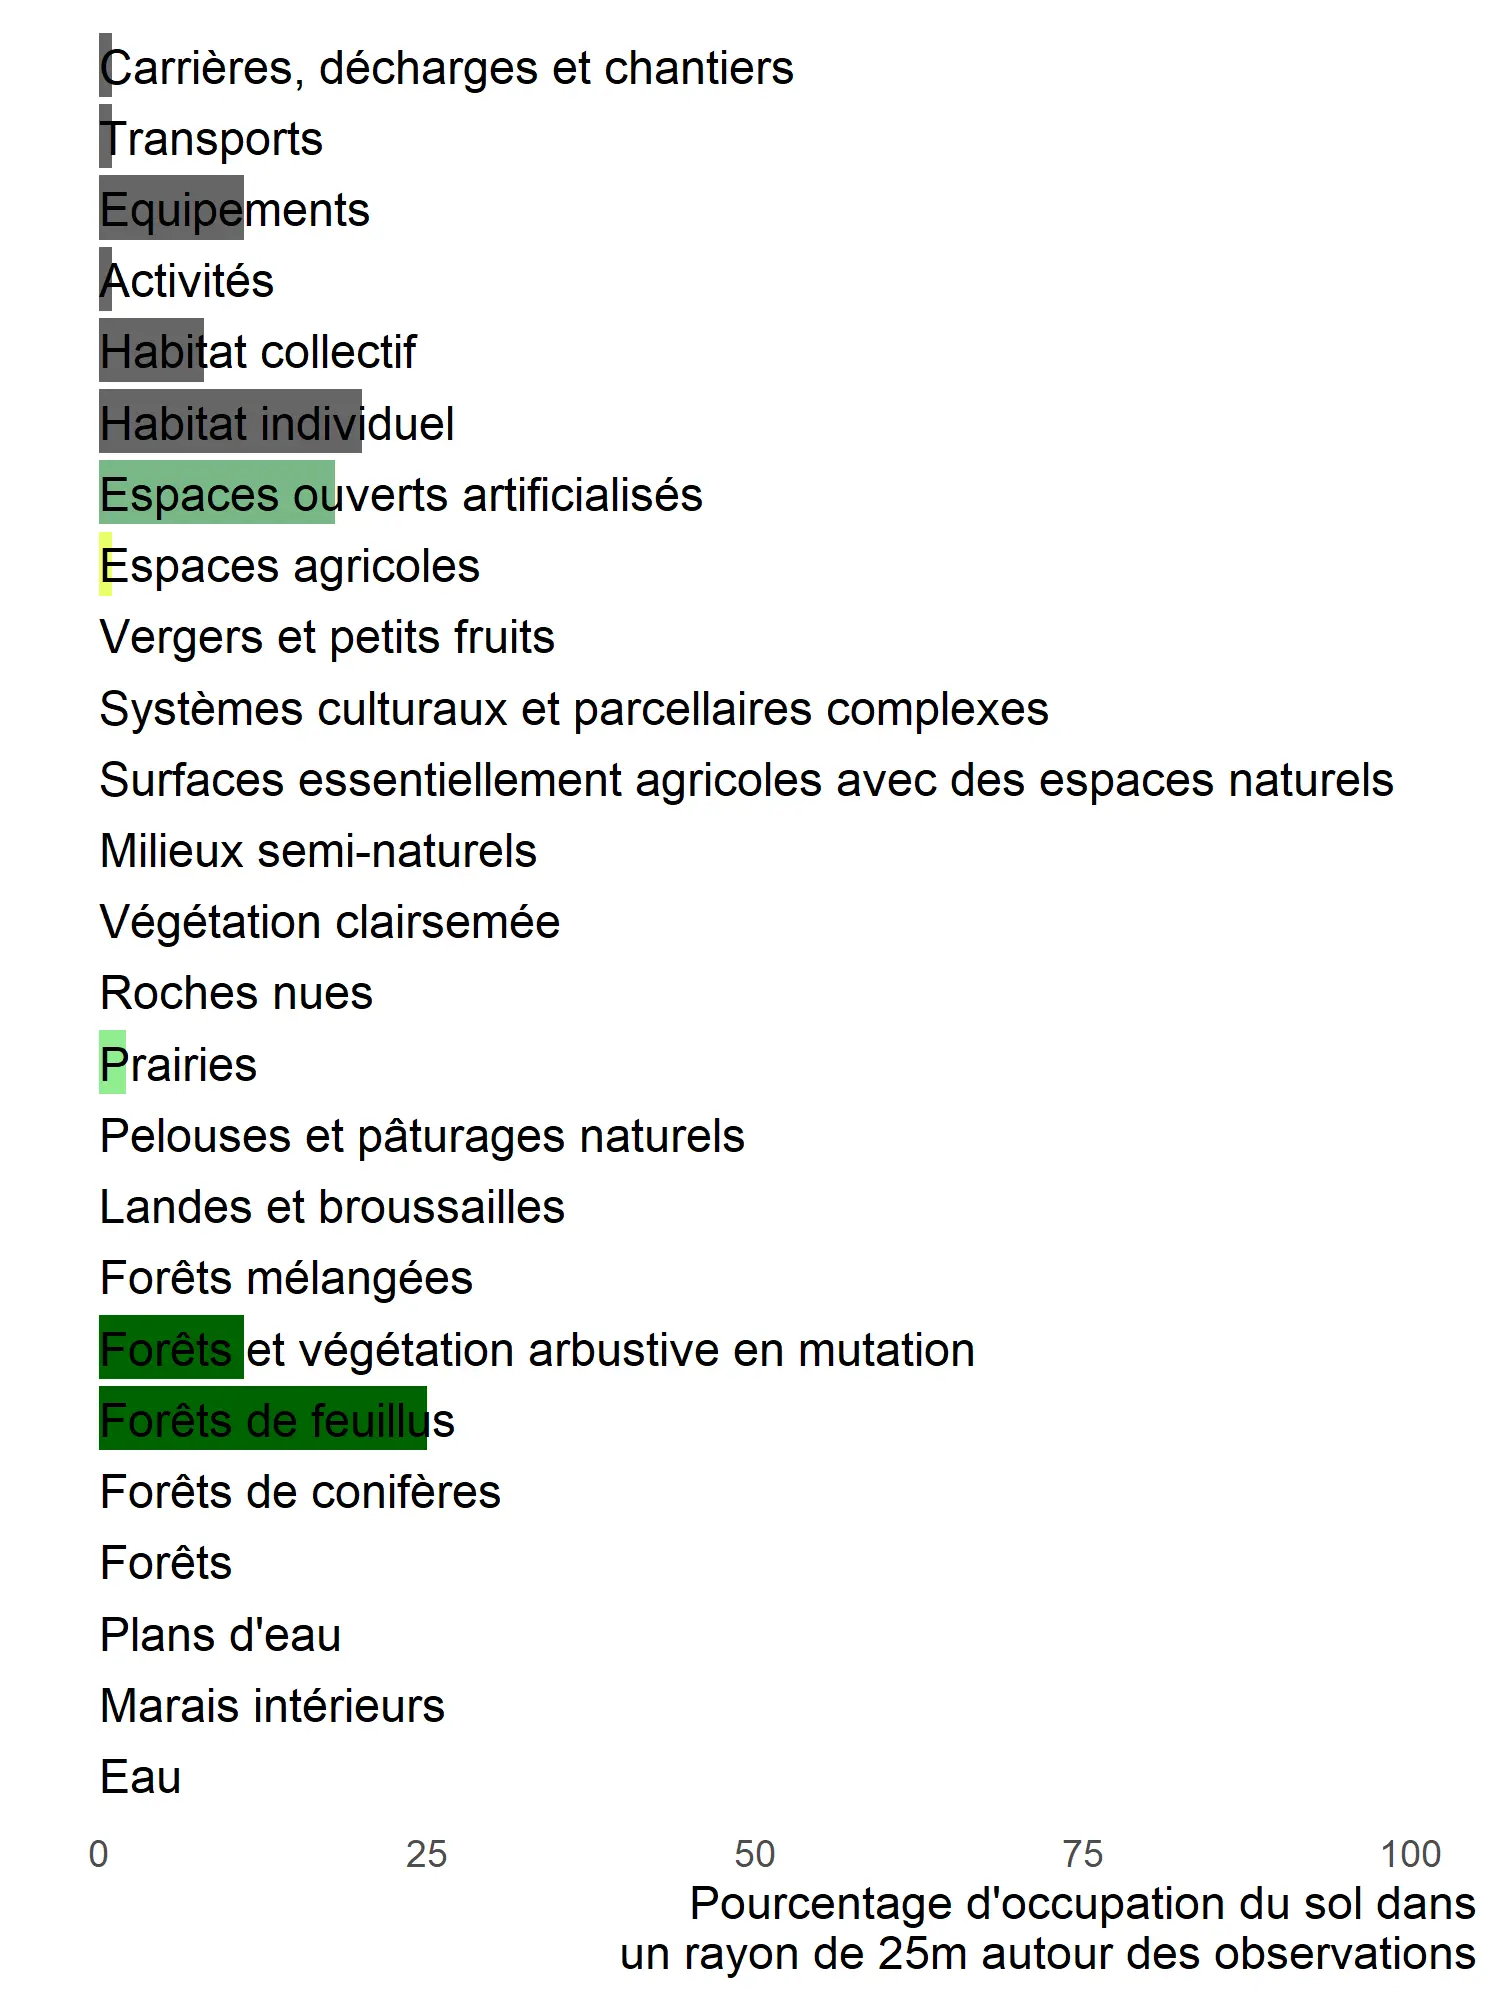 Carrières, décharges et chantiers
Transports
Equipements
Activités
Habitat collectif
Habitat individuel
Espaces ouverts artificialisés
Espaces agricoles
Vergers et petits fruits
Systèmes culturaux et parcellaires complexes
Surfaces essentiellement agricoles avec des espaces naturels
Milieux semi-naturels
Végétation clairsemée
Roches nues
Prairies
Pelouses et pâturages naturels
Landes et broussailles
Forêts mélangées
Forêts et végétation arbustive en mutation
Forêts de feuillus
Forêts de conifères
Forêts
Plans d'eau
Marais intérieurs
Eau
0 25 50 75 100
Pourcentage d'occupation du sol dans
un rayon de 25m autour des observations